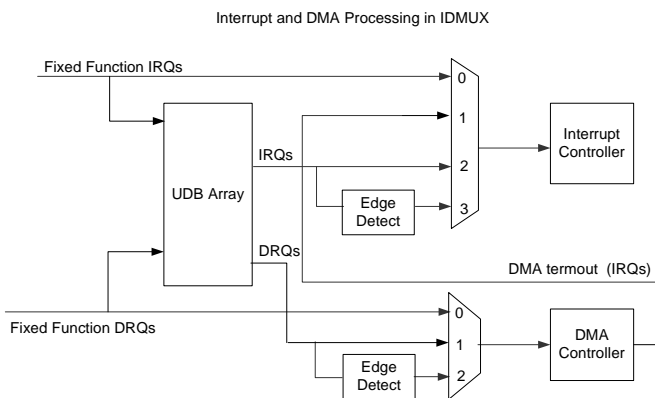 Interrupt and DMA Processing in IDMUX
Fixed Function IRQs
0
1
UDB Array
IRQs
2
Interrupt
Controller
Edge
Detect
3
DRQs
DMA termout (IRQs)
Fixed Function DRQs
0
1
DMA
Controller
Edge
Detect
2